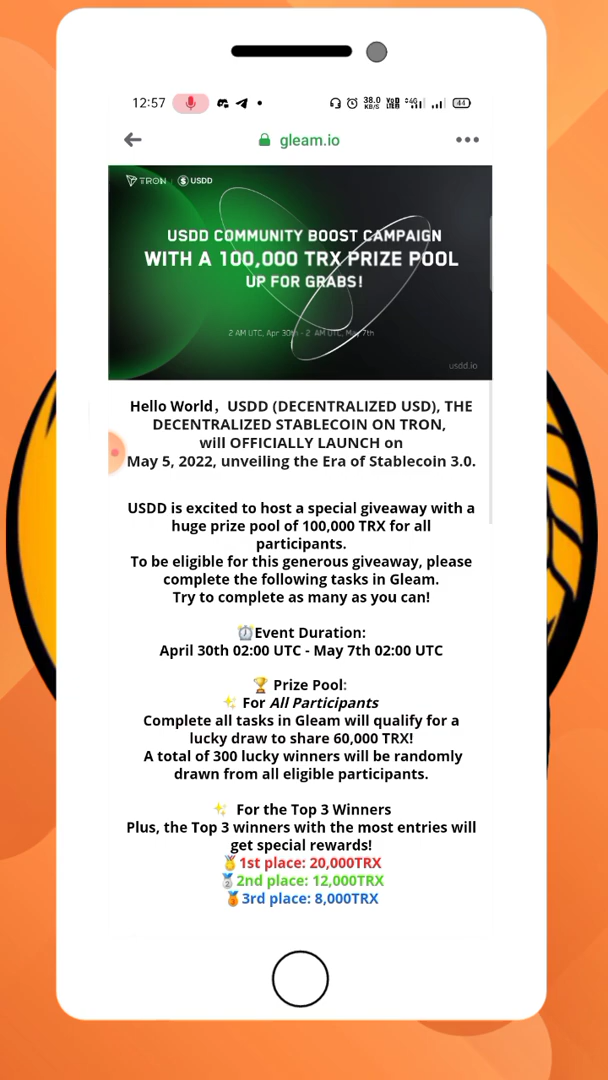 12:57
38.0 KB/S
4G
44
gleam.io
TRON | USDD
USDD COMMUNITY BOOST CAMPAIGN
WITH A 100,000 TRX PRIZE POOL
UP FOR GRABS!
2 AM UTC, Apr 30th - 2 AM UTC, May 7th
usdd.io
Hello World，USDD (DECENTRALIZED USD), THE
DECENTRALIZED STABLECOIN ON TRON,
will OFFICIALLY LAUNCH on
May 5, 2022, unveiling the Era of Stablecoin 3.0.
USDD is excited to host a special giveaway with a
huge prize pool of 100,000 TRX for all
participants.
To be eligible for this generous giveaway, please
complete the following tasks in Gleam.
Try to complete as many as you can!
⏰Event Duration:
April 30th 02:00 UTC - May 7th 02:00 UTC
🏆 Prize Pool:
✨ For All Participants
Complete all tasks in Gleam will qualify for a
lucky draw to share 60,000 TRX!
A total of 300 lucky winners will be randomly
drawn from all eligible participants.
✨ For the Top 3 Winners
Plus, the Top 3 winners with the most entries will
get special rewards!
🥇1st place: 20,000TRX
🥈2nd place: 12,000TRX
🥉3rd place: 8,000TRX